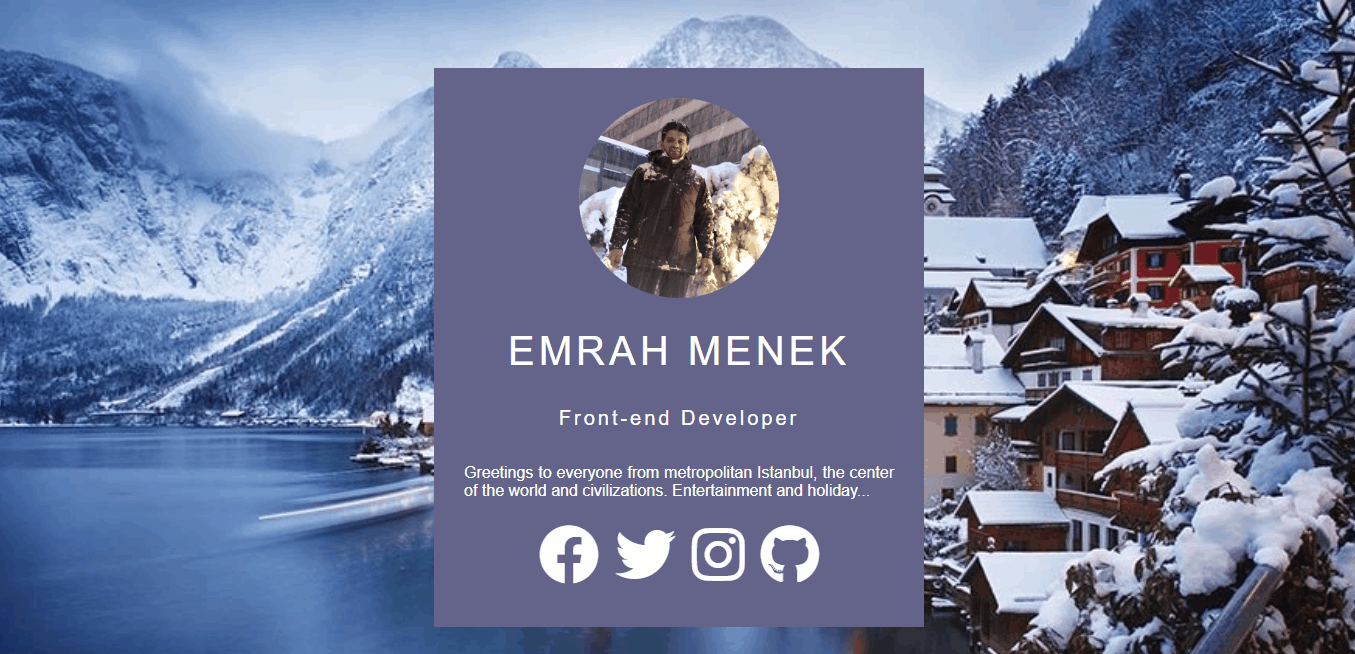 EMRAH MENEK
Front-end Developer
Greetings to everyone from metropolitan Istanbul, the center
of the world and civilizations. Entertainment and holiday...